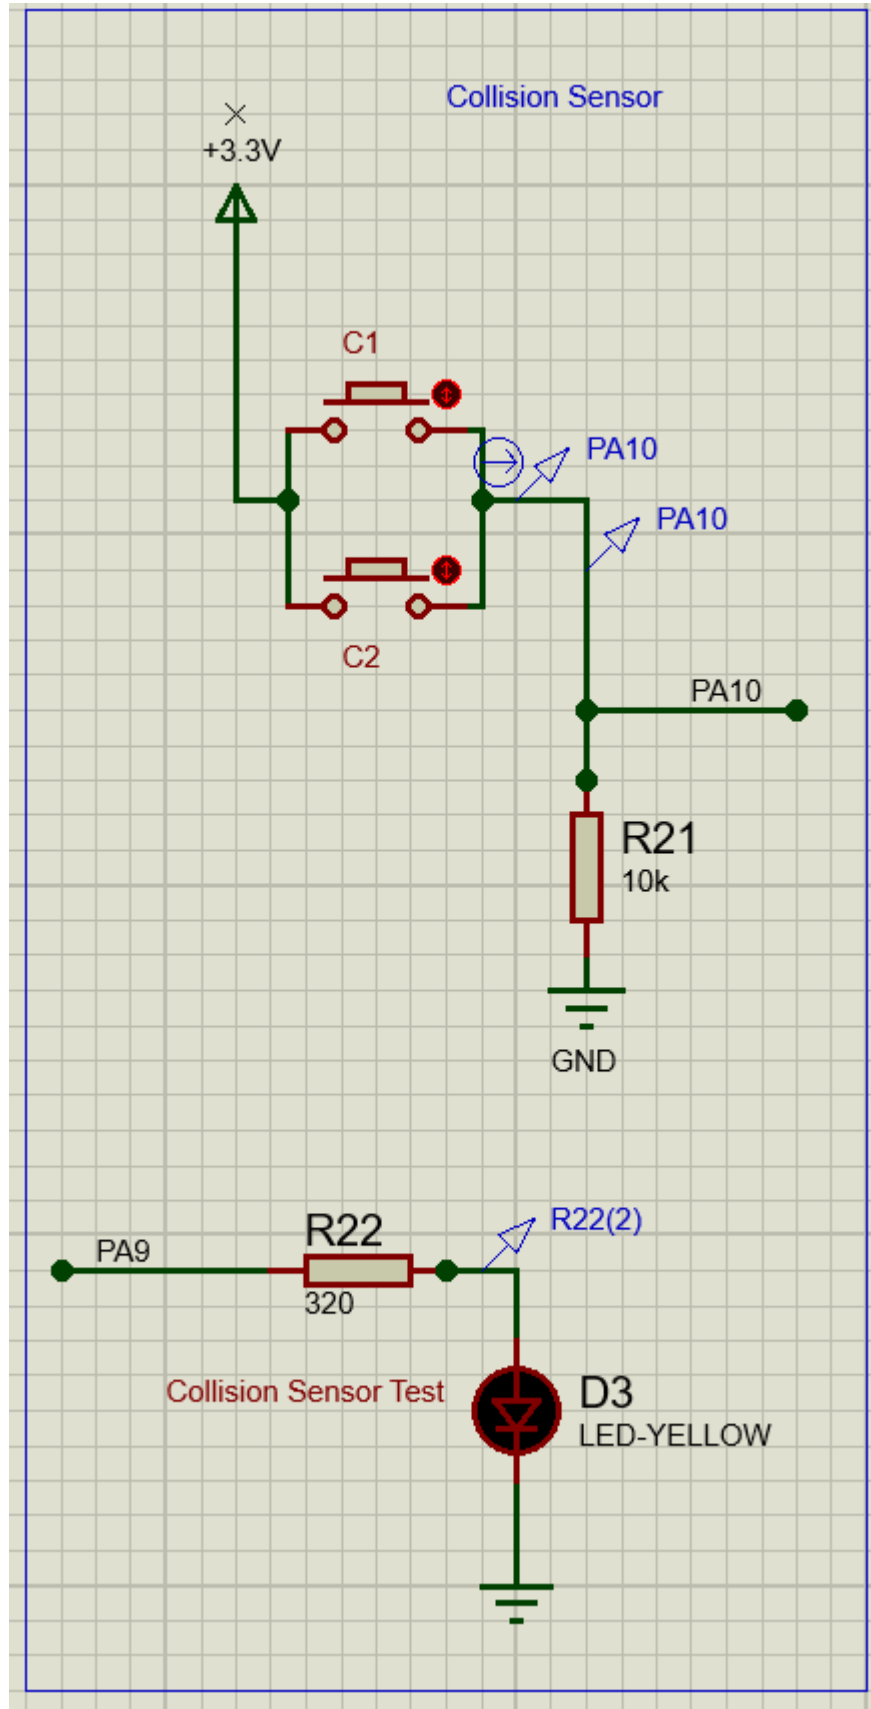 Collision Sensor
+3.3V
C1
PA10
PA10
C2
PA10
R21
10k
GND
R22(2)
R22
PA9
320
Collision Sensor Test
D3
LED-YELLOW